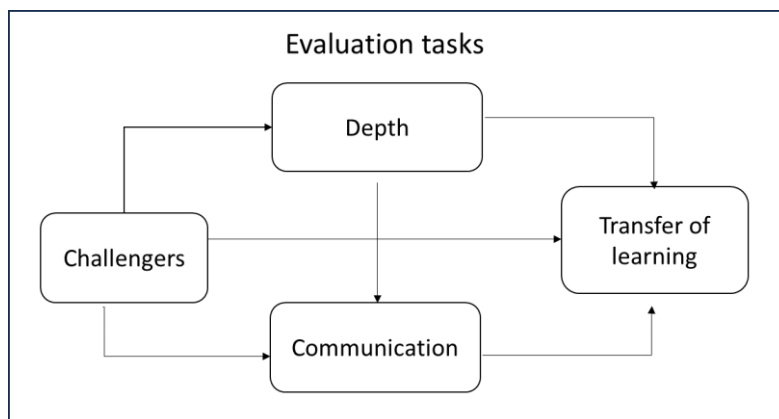 Evaluation tasks
Depth
Challengers
Transfer of
learning
Communication